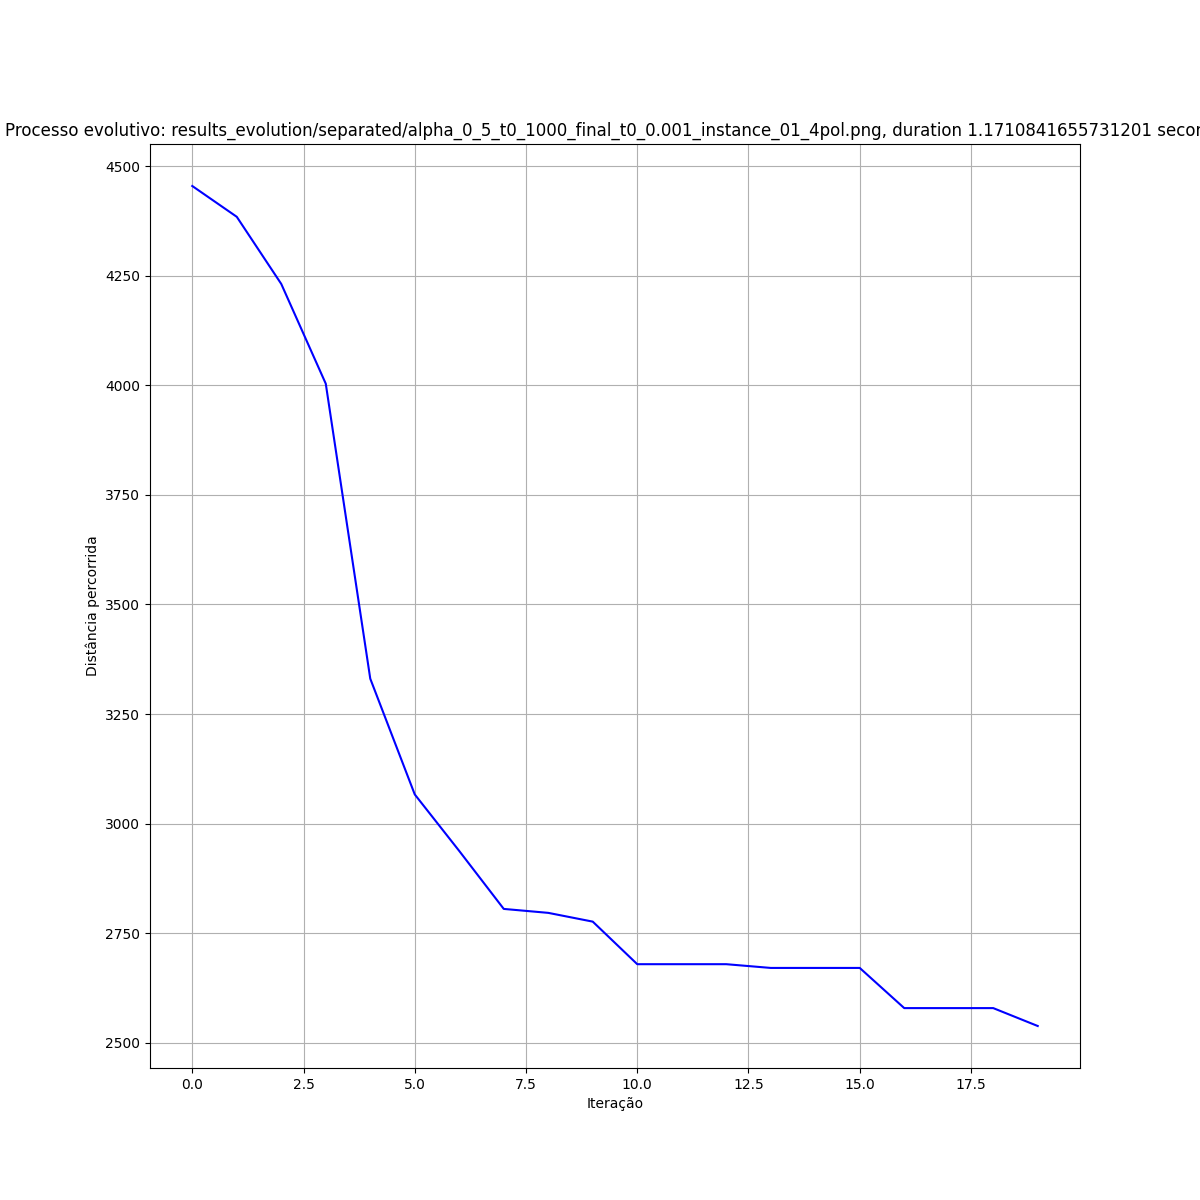 Processo evolutivo: results_evolution/separated/alpha_0_5_t0_1000_final_t0_0.001_instance_01_4pol.png, duration 1.1710841655731201 secon
4500
4250
4000
3750
3500
3250
3000
2750
2500
Distância percorrida
0.0 2.5 5.0 7.5 10.0 12.5 15.0 17.5
Iteração